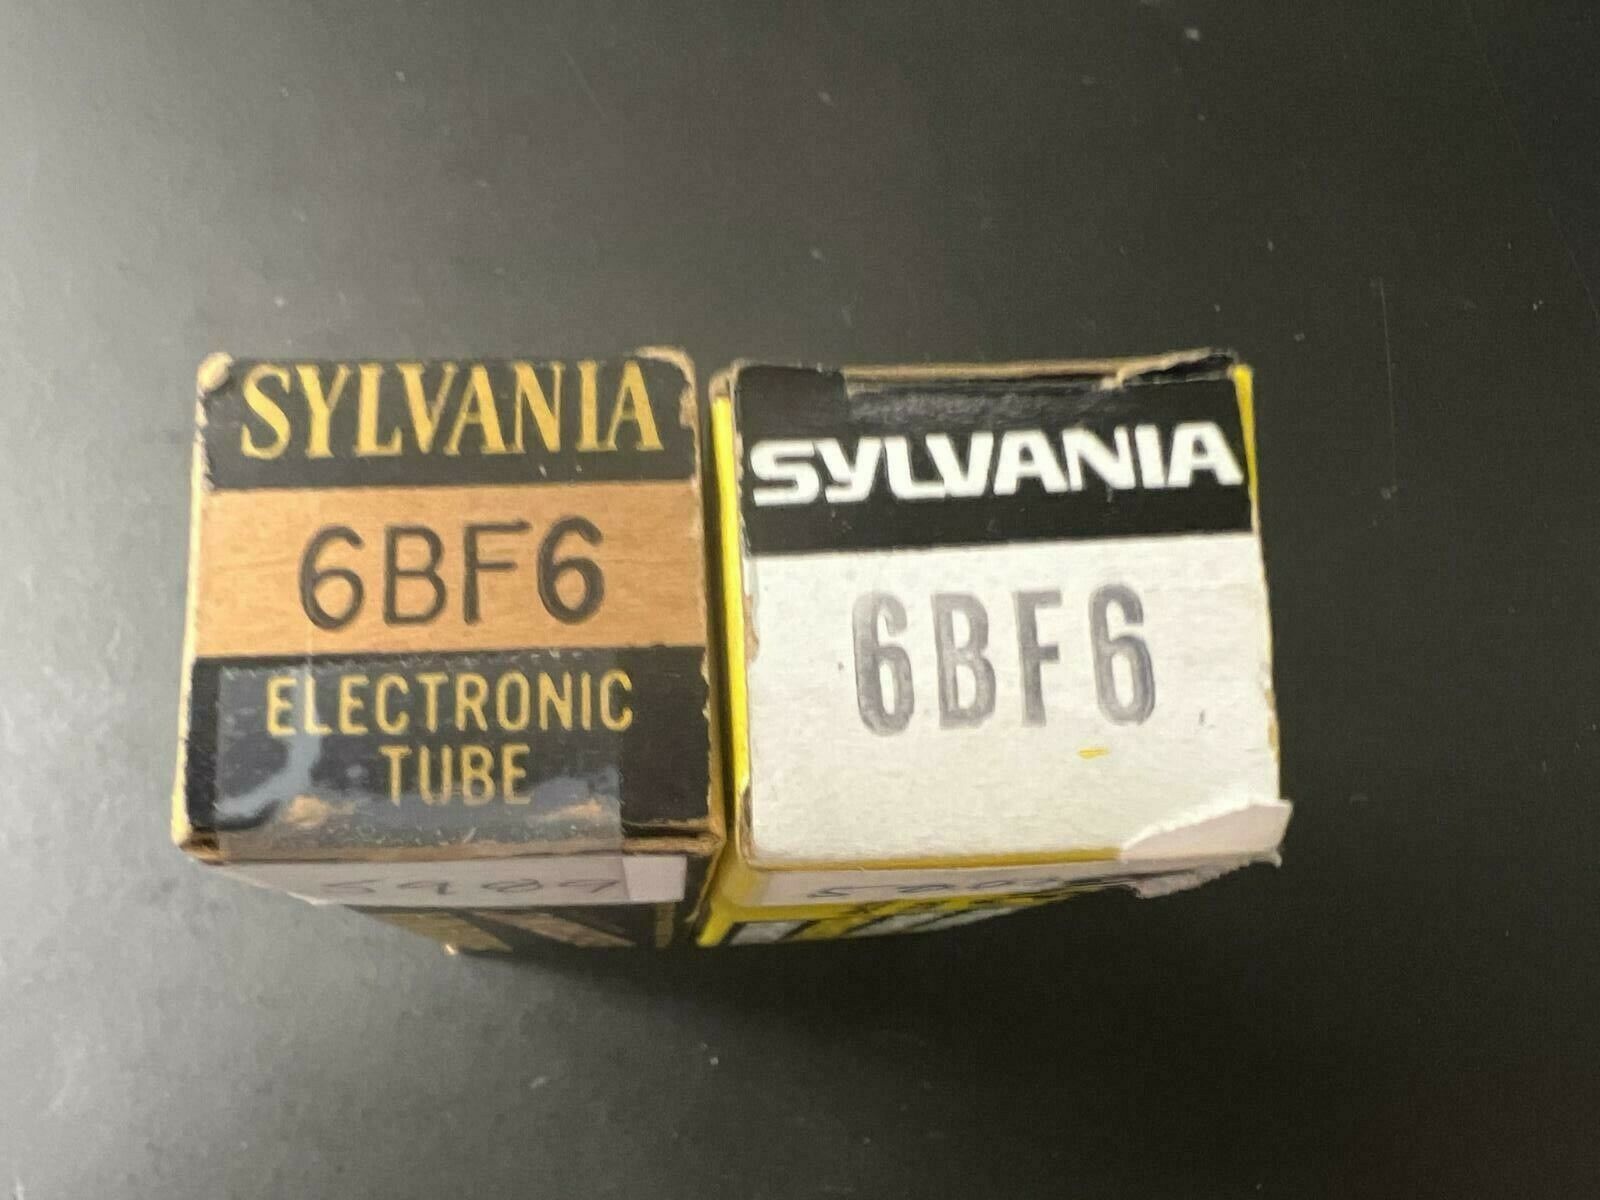 SYLVANIA
6BF6
ELECTRONIC
TUBE
SYLVANIA
6BF6